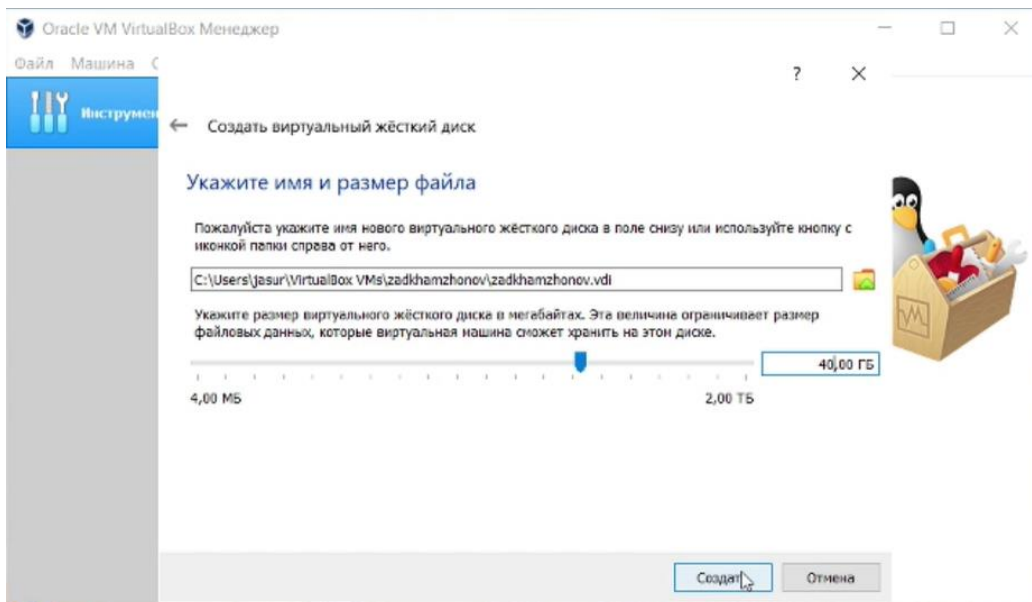 Oracle VM VirtualBox Менеджер
Файл Машина С
?
Инструмен
Создать виртуальный жёсткий диск
Укажите имя и размер файла
Пожалуйста укажите имя нового виртуального жёсткого диска в поле снизу или используйте кнопку с
иконкой папки справа от него.
C:\Users\jasur\VirtualBox VMs\zadkhamzhonov\zadkhamzhonov.vdi
Укажите размер виртуального жёсткого диска в мегабайтах. Эта величина ограничивает размер
файловых данных, которые виртуальная машина сможет хранить на этом диске.
40,00 ГБ
4,00 МБ 2,00 ТБ
Создать Отмена